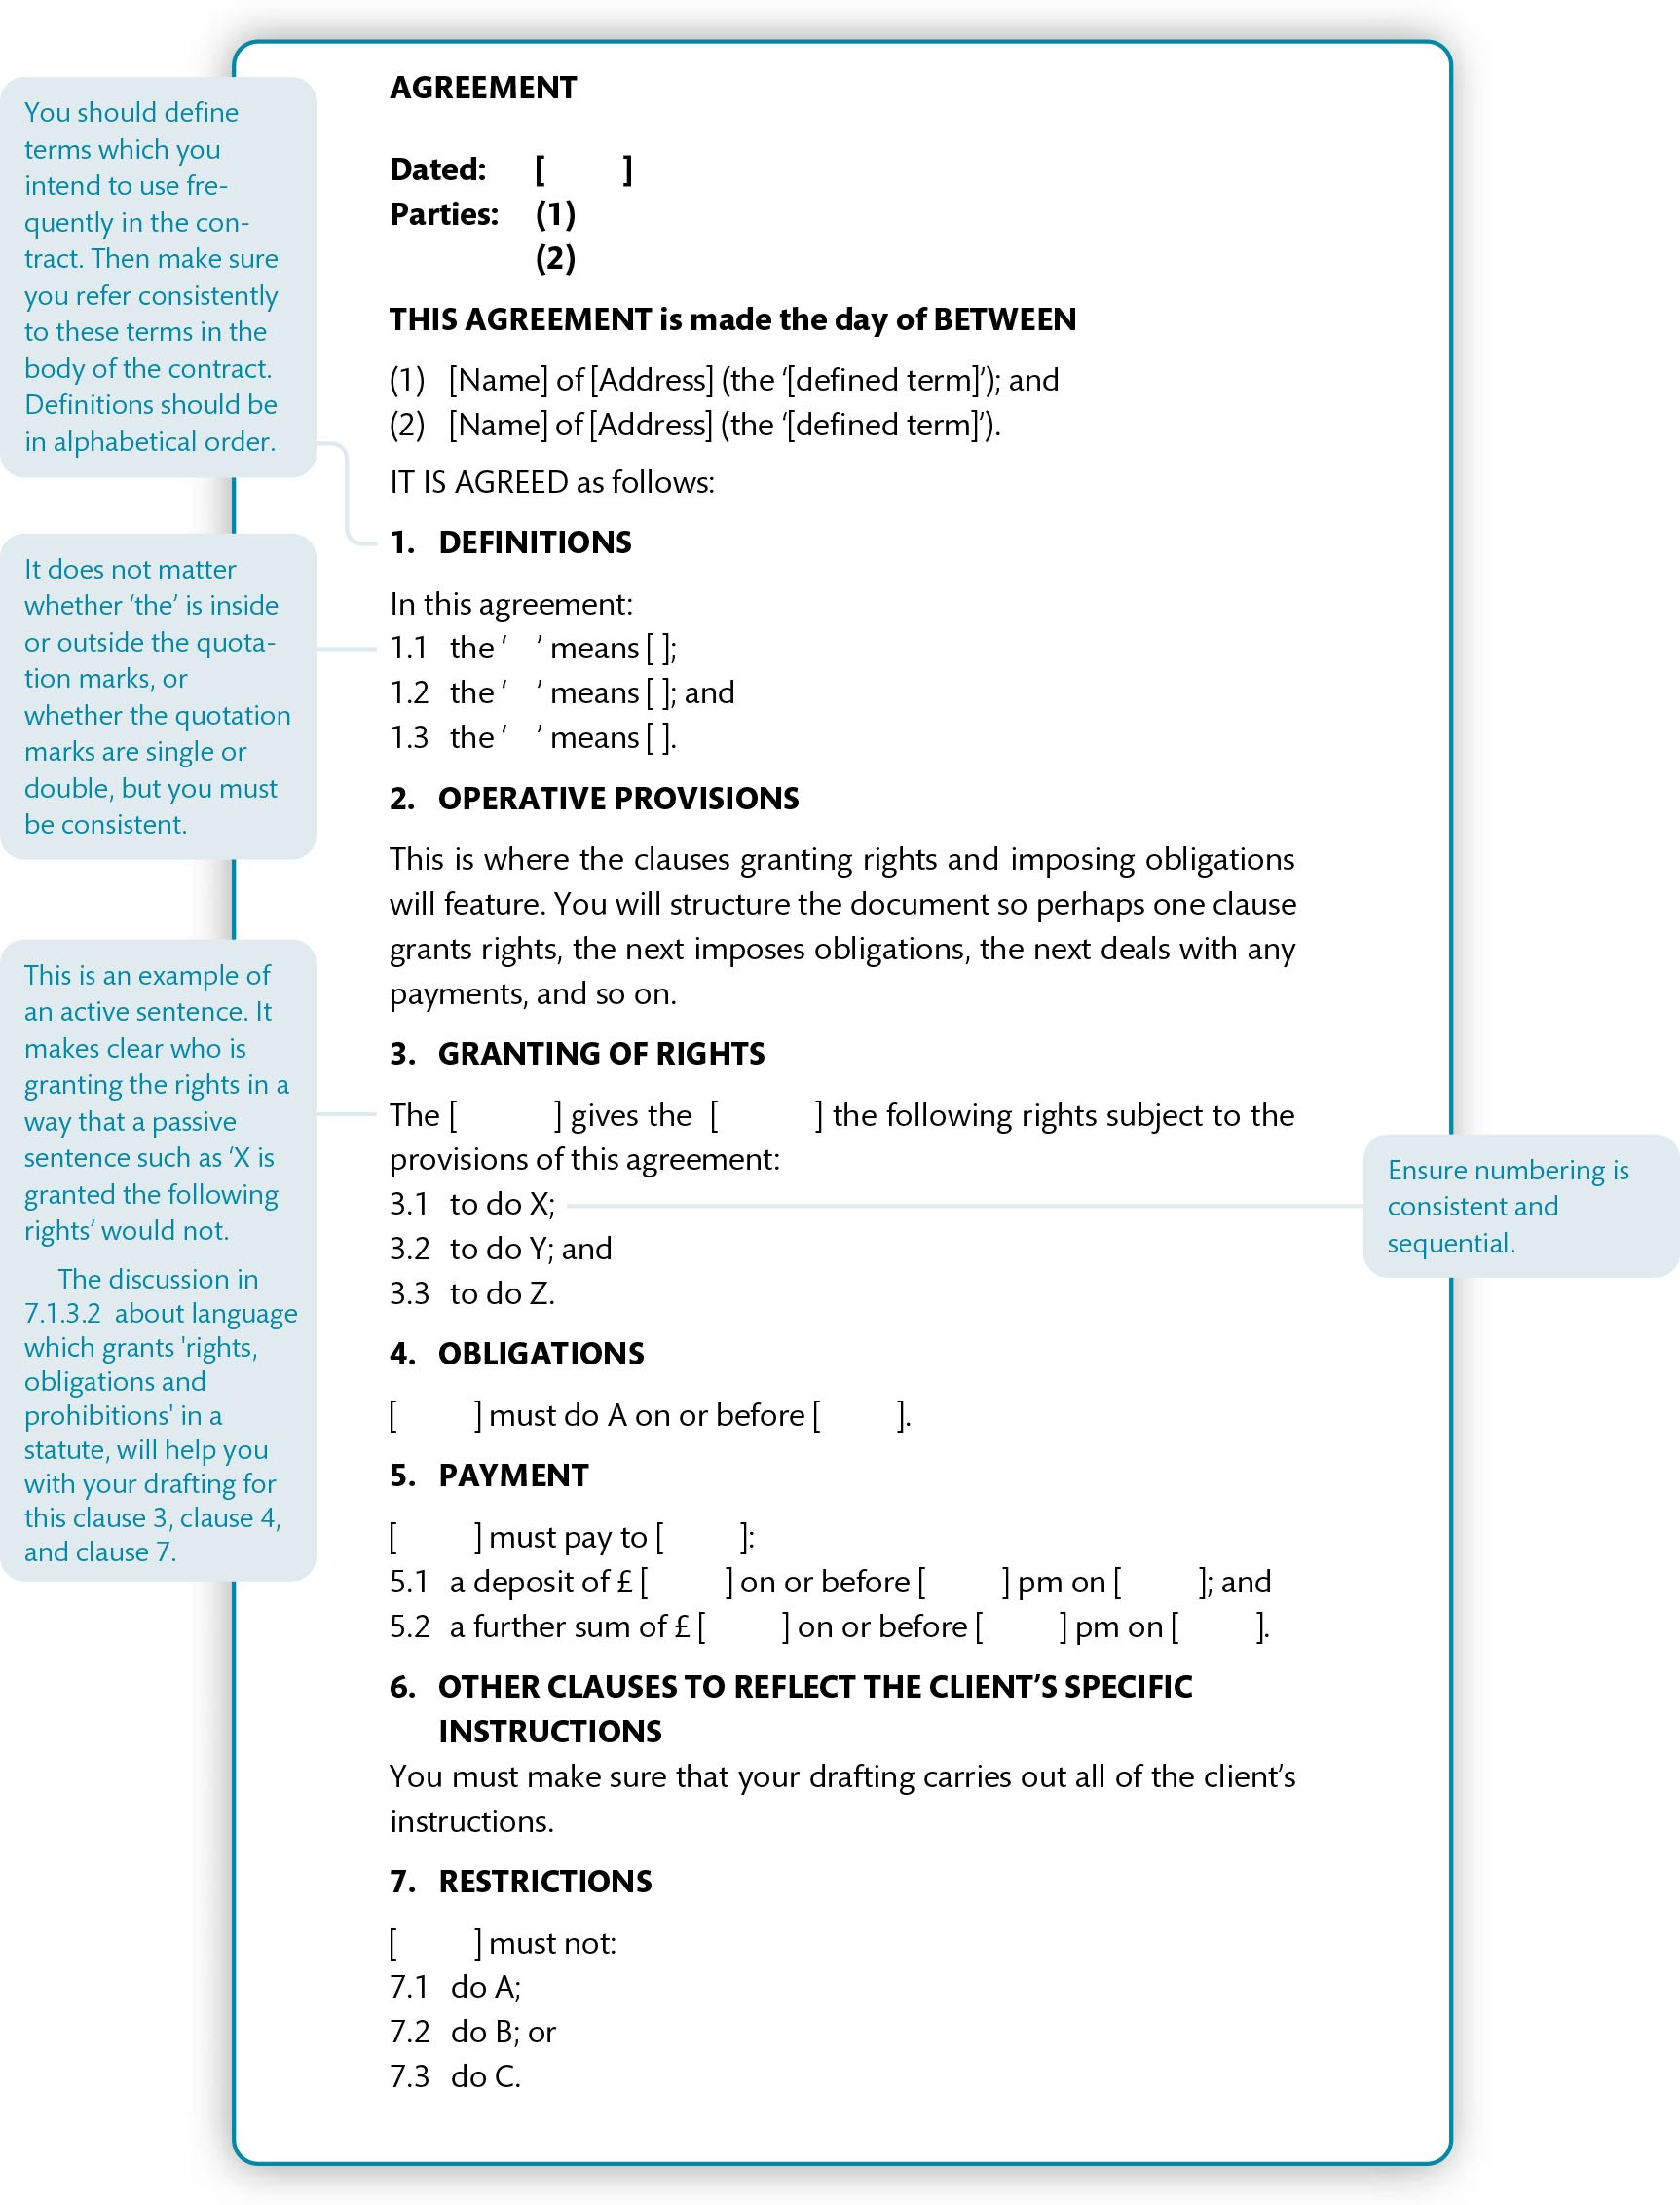 AGREEMENT
Dated: [ ]
Parties: (1)
(2)
THIS AGREEMENT is made the day of BETWEEN
(1) [Name] of [Address] (the ‘[defined term]’); and
(2) [Name] of [Address] (the ‘[defined term]’).
IT IS AGREED as follows:
You should define
terms which you
intend to use fre-
quently in the con-
tract. Then make sure
you refer consistently
to these terms in the
body of the contract.
Definitions should be
in alphabetical order.
1. DEFINITIONS
In this agreement:
It does not matter
whether ‘the’ is inside
or outside the quota-
tion marks, or
whether the quotation
marks are single or
double, but you must
be consistent.
1.1 the ‘ ’ means [ ];
1.2 the ‘ ’ means [ ]; and
1.3 the ‘ ’ means [ ].
2. OPERATIVE PROVISIONS
This is where the clauses granting rights and imposing obligations
will feature. You will structure the document so perhaps one clause
grants rights, the next imposes obligations, the next deals with any
payments, and so on.
3. GRANTING OF RIGHTS
This is an example of
an active sentence. It
makes clear who is
granting the rights in a
way that a passive
sentence such as ‘X is
granted the following
rights’ would not.
The discussion in
7.1.3.2 about language
which grants 'rights,
obligations and
prohibitions' in a
statute, will help you
with your drafting for
this clause 3, clause 4,
and clause 7.
The [ ] gives the [ ] the following rights subject to the
provisions of this agreement:
3.1 to do X;
3.2 to do Y; and
3.3 to do Z.
Ensure numbering is
consistent and
sequential.
4. OBLIGATIONS
[ ] must do A on or before [ ].
5. PAYMENT
[ ] must pay to [ ]:
5.1 a deposit of £ [ ] on or before [ ] pm on [ ]; and
5.2 a further sum of £ [ ] on or before [ ] pm on [ ].
6. OTHER CLAUSES TO REFLECT THE CLIENT’S SPECIFIC
INSTRUCTIONS
You must make sure that your drafting carries out all of the client’s
instructions.
7. RESTRICTIONS
[ ] must not:
7.1 do A;
7.2 do B; or
7.3 do C.